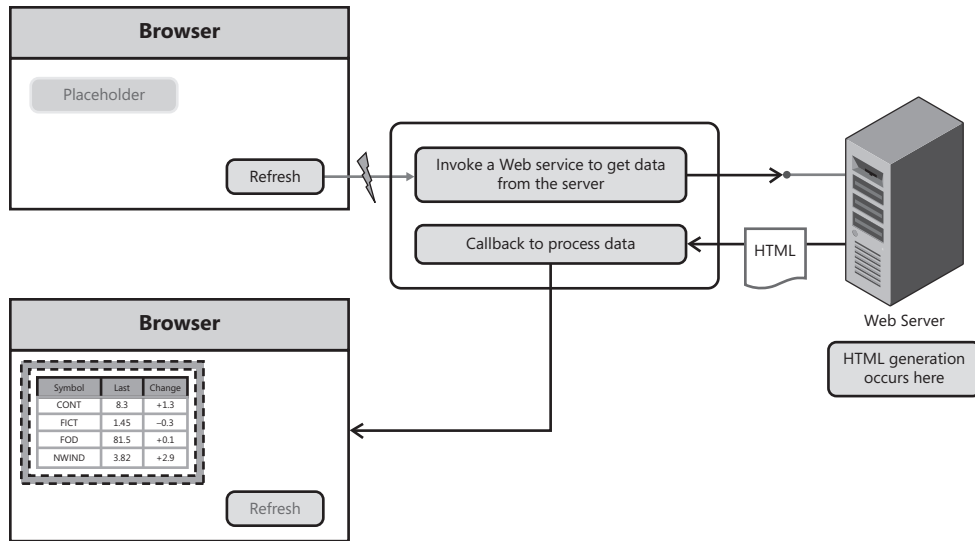 Browser
Placeholder
Refresh
Invoke a Web service to get data
from the server
Callback to process data
HTML
Web Server
HTML generation
occurs here
Browser
Symbol Last Change
CONT 8.3 +1.3
FICT 1.45 –0.3
FOD 81.5 +0.1
NWIND 3.82 +2.9
Refresh